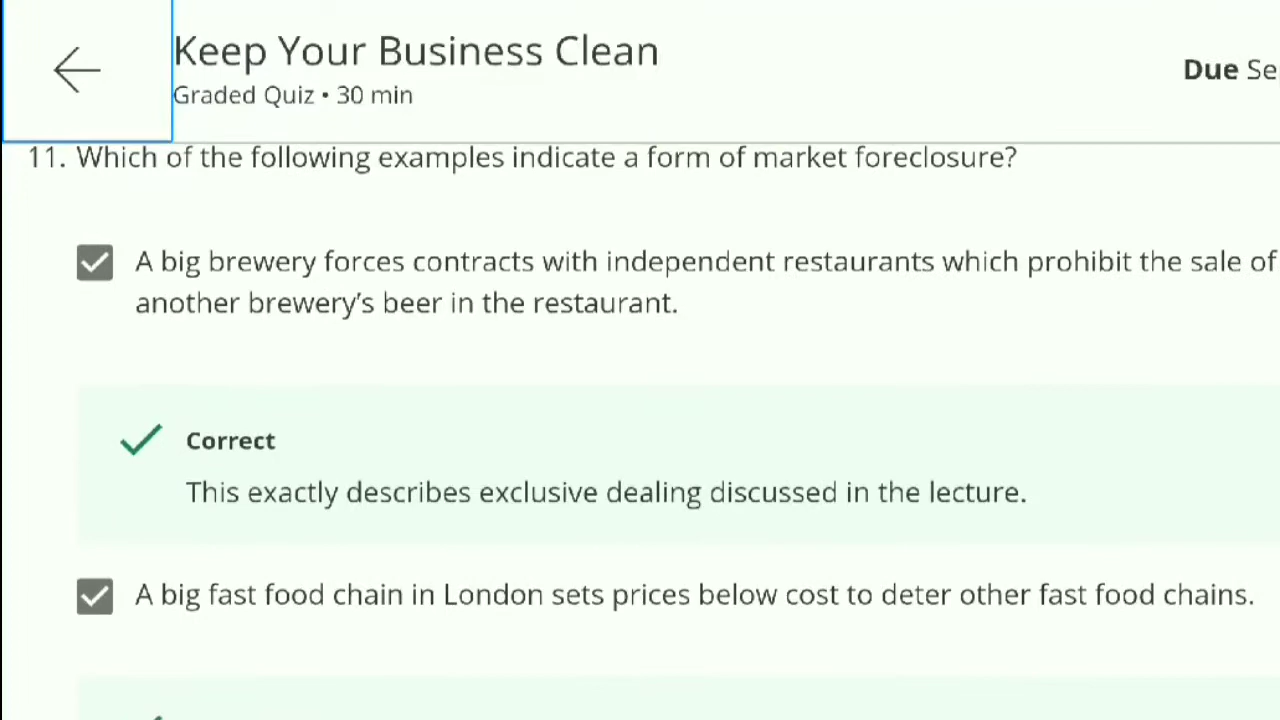 Keep Your Business Clean
Graded Quiz • 30 min
Due Se
11. Which of the following examples indicate a form of market foreclosure?
A big brewery forces contracts with independent restaurants which prohibit the sale of
another brewery's beer in the restaurant.
Correct
This exactly describes exclusive dealing discussed in the lecture.
A big fast food chain in London sets prices below cost to deter other fast food chains.